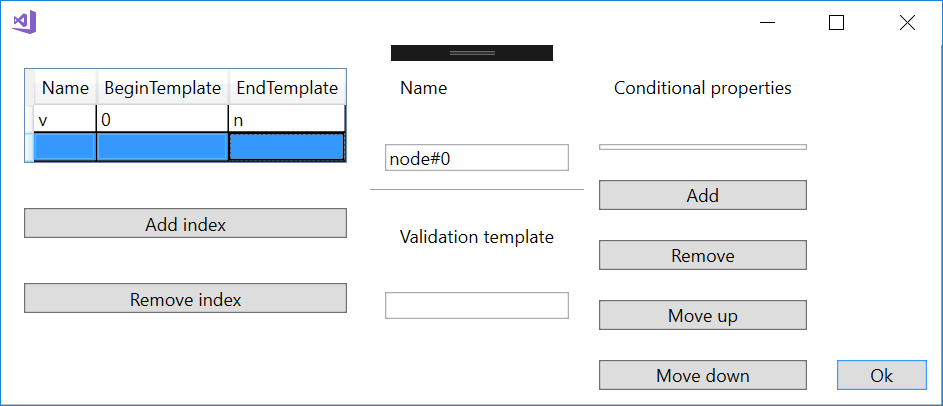 Name BeginTemplate EndTemplate
v 0 n
Add index
Remove index
Name
node#0
Validation template
Conditional properties
Add
Remove
Move up
Move down
Ok